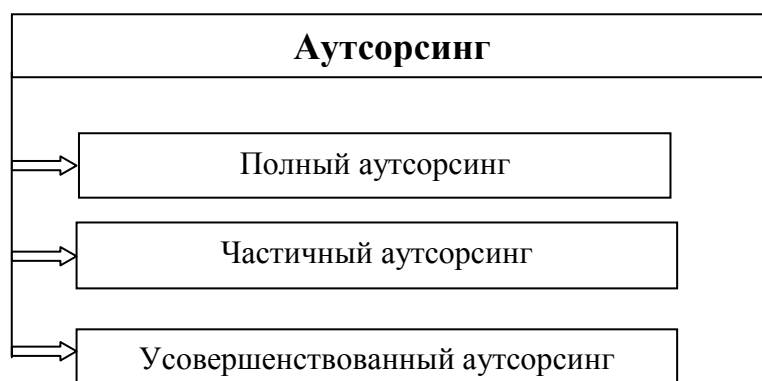 Аутсорсинг
Полный аутсорсинг
Частичный аутсорсинг
Усовершенствованный аутсорсинг